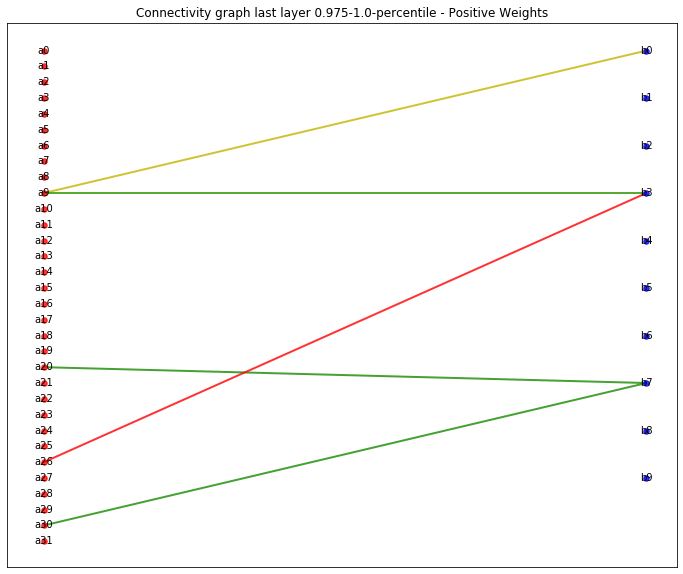 Connectivity graph last layer 0.975-1.0-percentile - Positive Weights
a0
a1
a2
a3
a4
a5
a6
a7
a8
a9
a10
a11
a12
a13
a14
a15
a16
a17
a18
a19
a20
a21
a22
a23
a24
a25
a26
a27
a28
a29
a30
a31
b0
b1
b2
b3
b4
b5
b6
b7
b8
b9